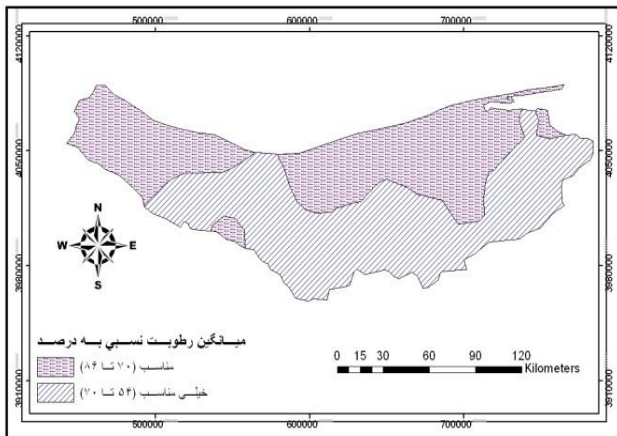 500000 600000 700000
4120000 4120000
4050000 4050000
3980000 3980000
3910000 3910000
N
W E
S
میانگین رطوبت نسبی به درصد
مناسب (۷۰ تا ۸۶)
خیلی مناسب (۵۴ تا ۷۰)
0 15 30 60 90 120
Kilometers
500000 600000 700000